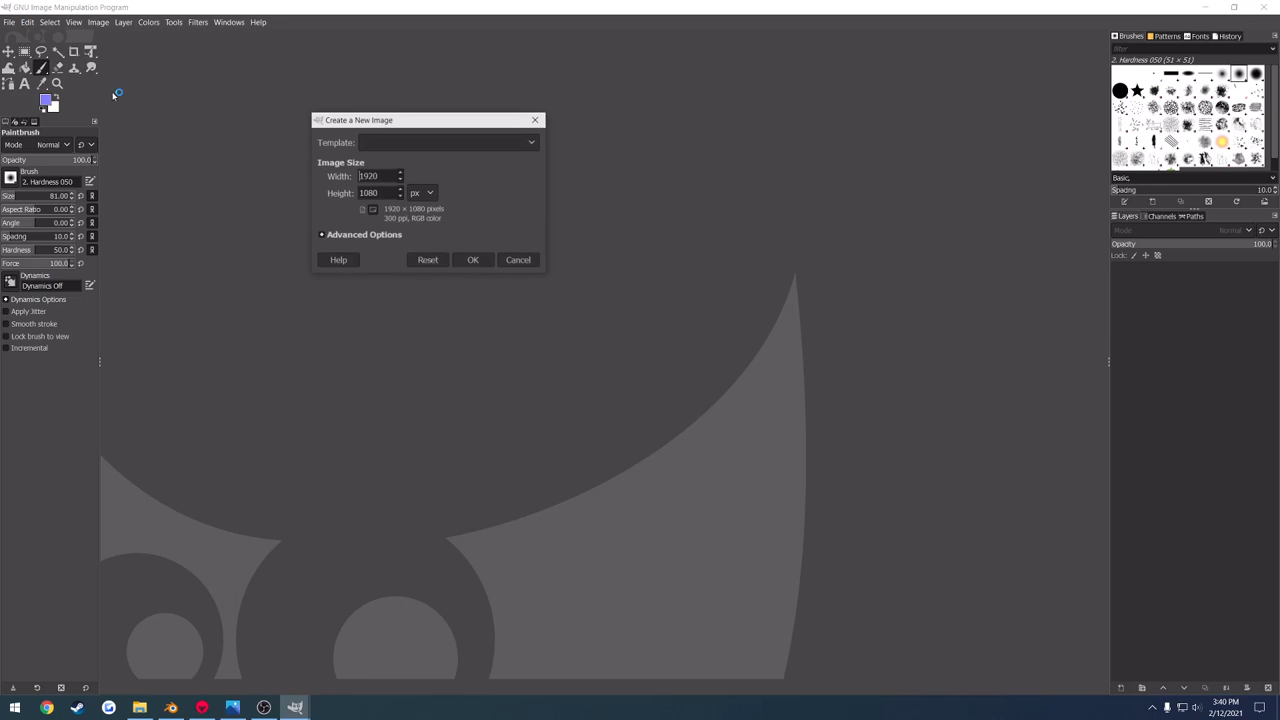 GNU Image Manipulation Program
File Edit Select View Image Layer Colors Tools Filters Windows Help
Paintbrush
Mode Normal
Opacity 100.0
Brush
2. Hardness 050
Size 81.00
Aspect Ratio 0.00
Angle 0.00
Spacing 10.0
Hardness 50.0
Force 100.0
Dynamics
Dynamics Off
Dynamics Options
Apply Jitter
Smooth stroke
Lock brush to view
Incremental
Create a New Image
Template:
Image Size
Width: 1920
Height: 1080 px
1920 × 1080 pixels
300 ppi, RGB color
Advanced Options
Help Reset OK Cancel
Brushes Patterns Fonts History
filter
2. Hardness 050 (51 × 51)
Basic,
Spacing 10.0
Layers Channels Paths
Mode Normal
Opacity 100.0
Lock:
3:40 PM
2/12/2021